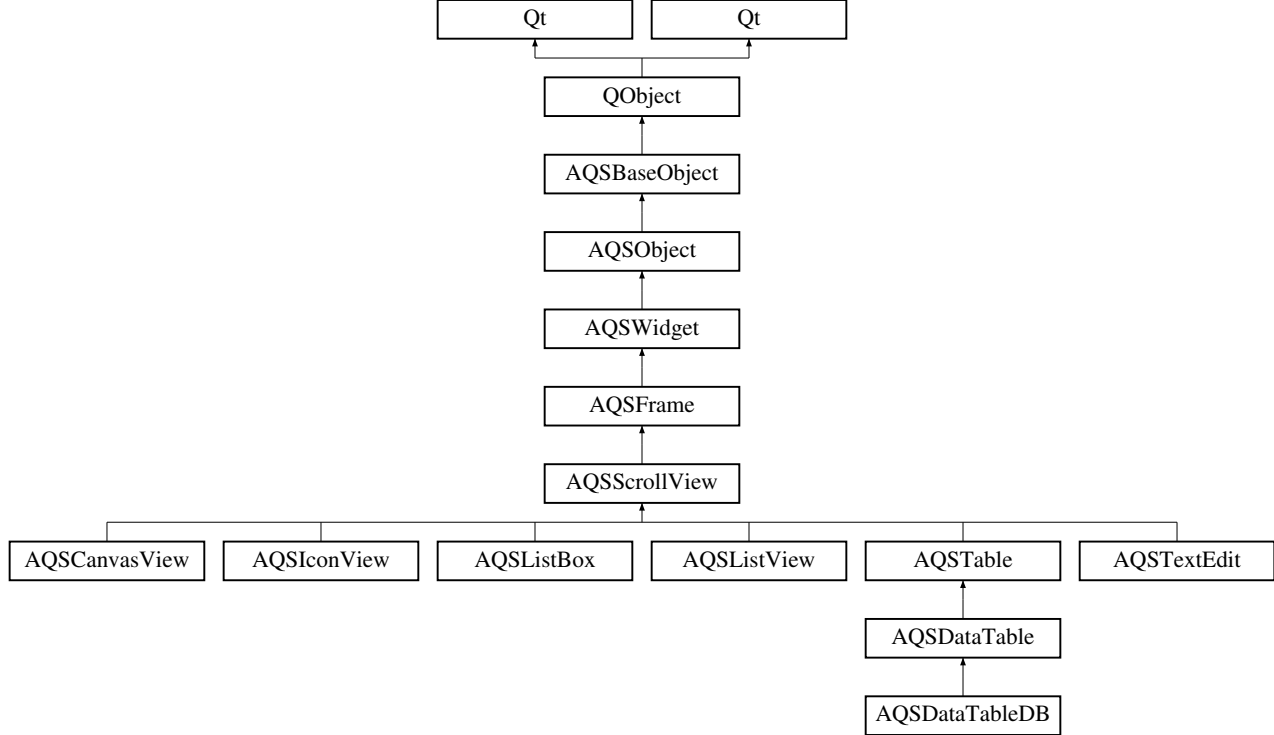 Qt
Qt
QObject
AQSBaseObject
AQSObject
AQSWidget
AQSFrame
AQSScrollView
AQSCanvasView
AQSIconView
AQSListBox
AQSListView
AQSTable
AQSTextEdit
AQSDataTable
AQSDataTableDB